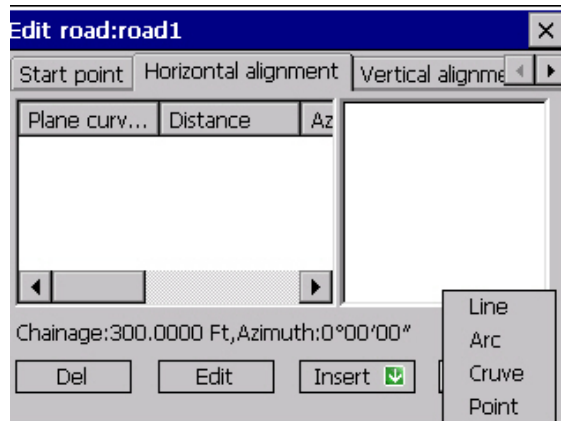 Edit road:road1
Start point Horizontal alignment Vertical alignme
Plane curv... Distance Az
Chainage:300.0000 Ft,Azimuth:0°00'00"
Line
Arc
Cruve
Point
Del Edit Insert